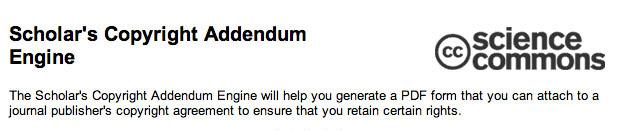 Scholar's Copyright Addendum
Engine
cc science
commons
The Scholar's Copyright Addendum Engine will help you generate a PDF form that you can attach to a
journal publisher's copyright agreement to ensure that you retain certain rights.